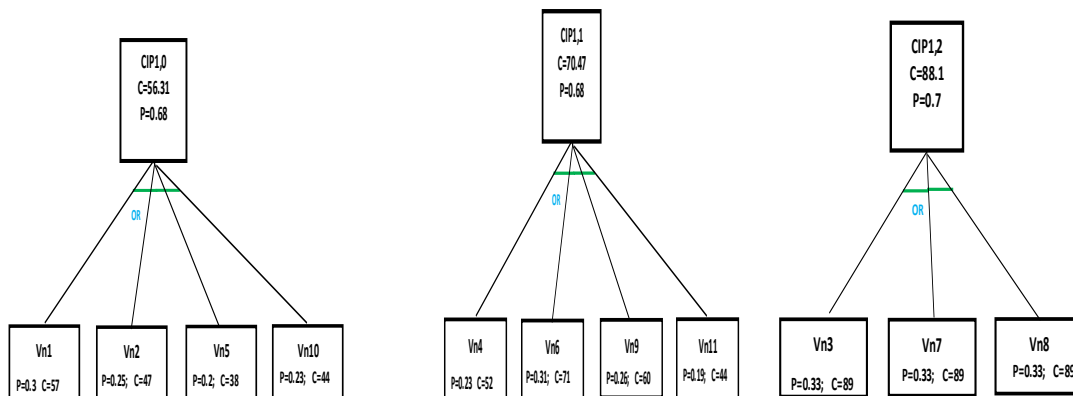 CIP1,0
C=56.31
P=0.68
OR
Vn1
P=0.3 C=57
Vn2
P=0.25; C=47
Vn5
P=0.2; C=38
Vn10
P=0.23; C=44
CIP1,1
C=70.47
P=0.68
OR
Vn4
P=0.23 C=52
Vn6
P=0.31; C=71
Vn9
P=0.26; C=60
Vn11
P=0.19; C=44
CIP1,2
C=88.1
P=0.7
OR
Vn3
P=0.33; C=89
Vn7
P=0.33; C=89
Vn8
P=0.33; C=89